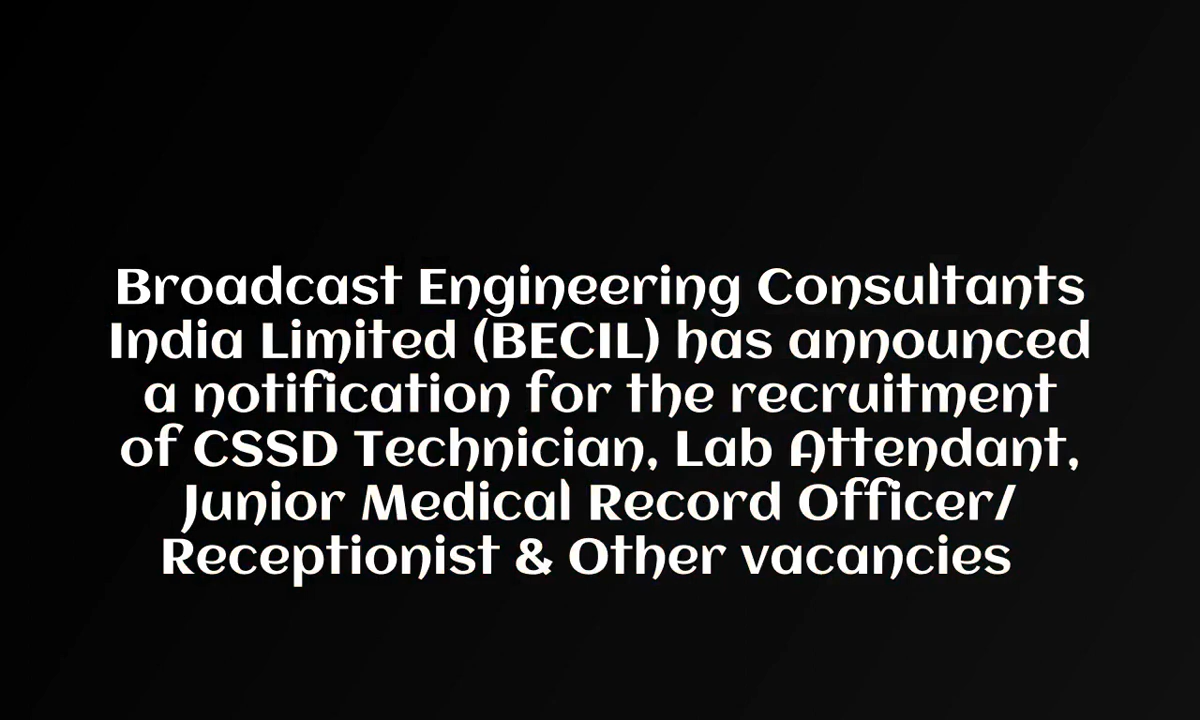 Broadcast Engineering Consultants
India Limited (BECIL) has announced
a notification for the recruitment
of CSSD Technician, Lab Attendant,
Junior Medical Record Officer/
Receptionist & Other vacancies